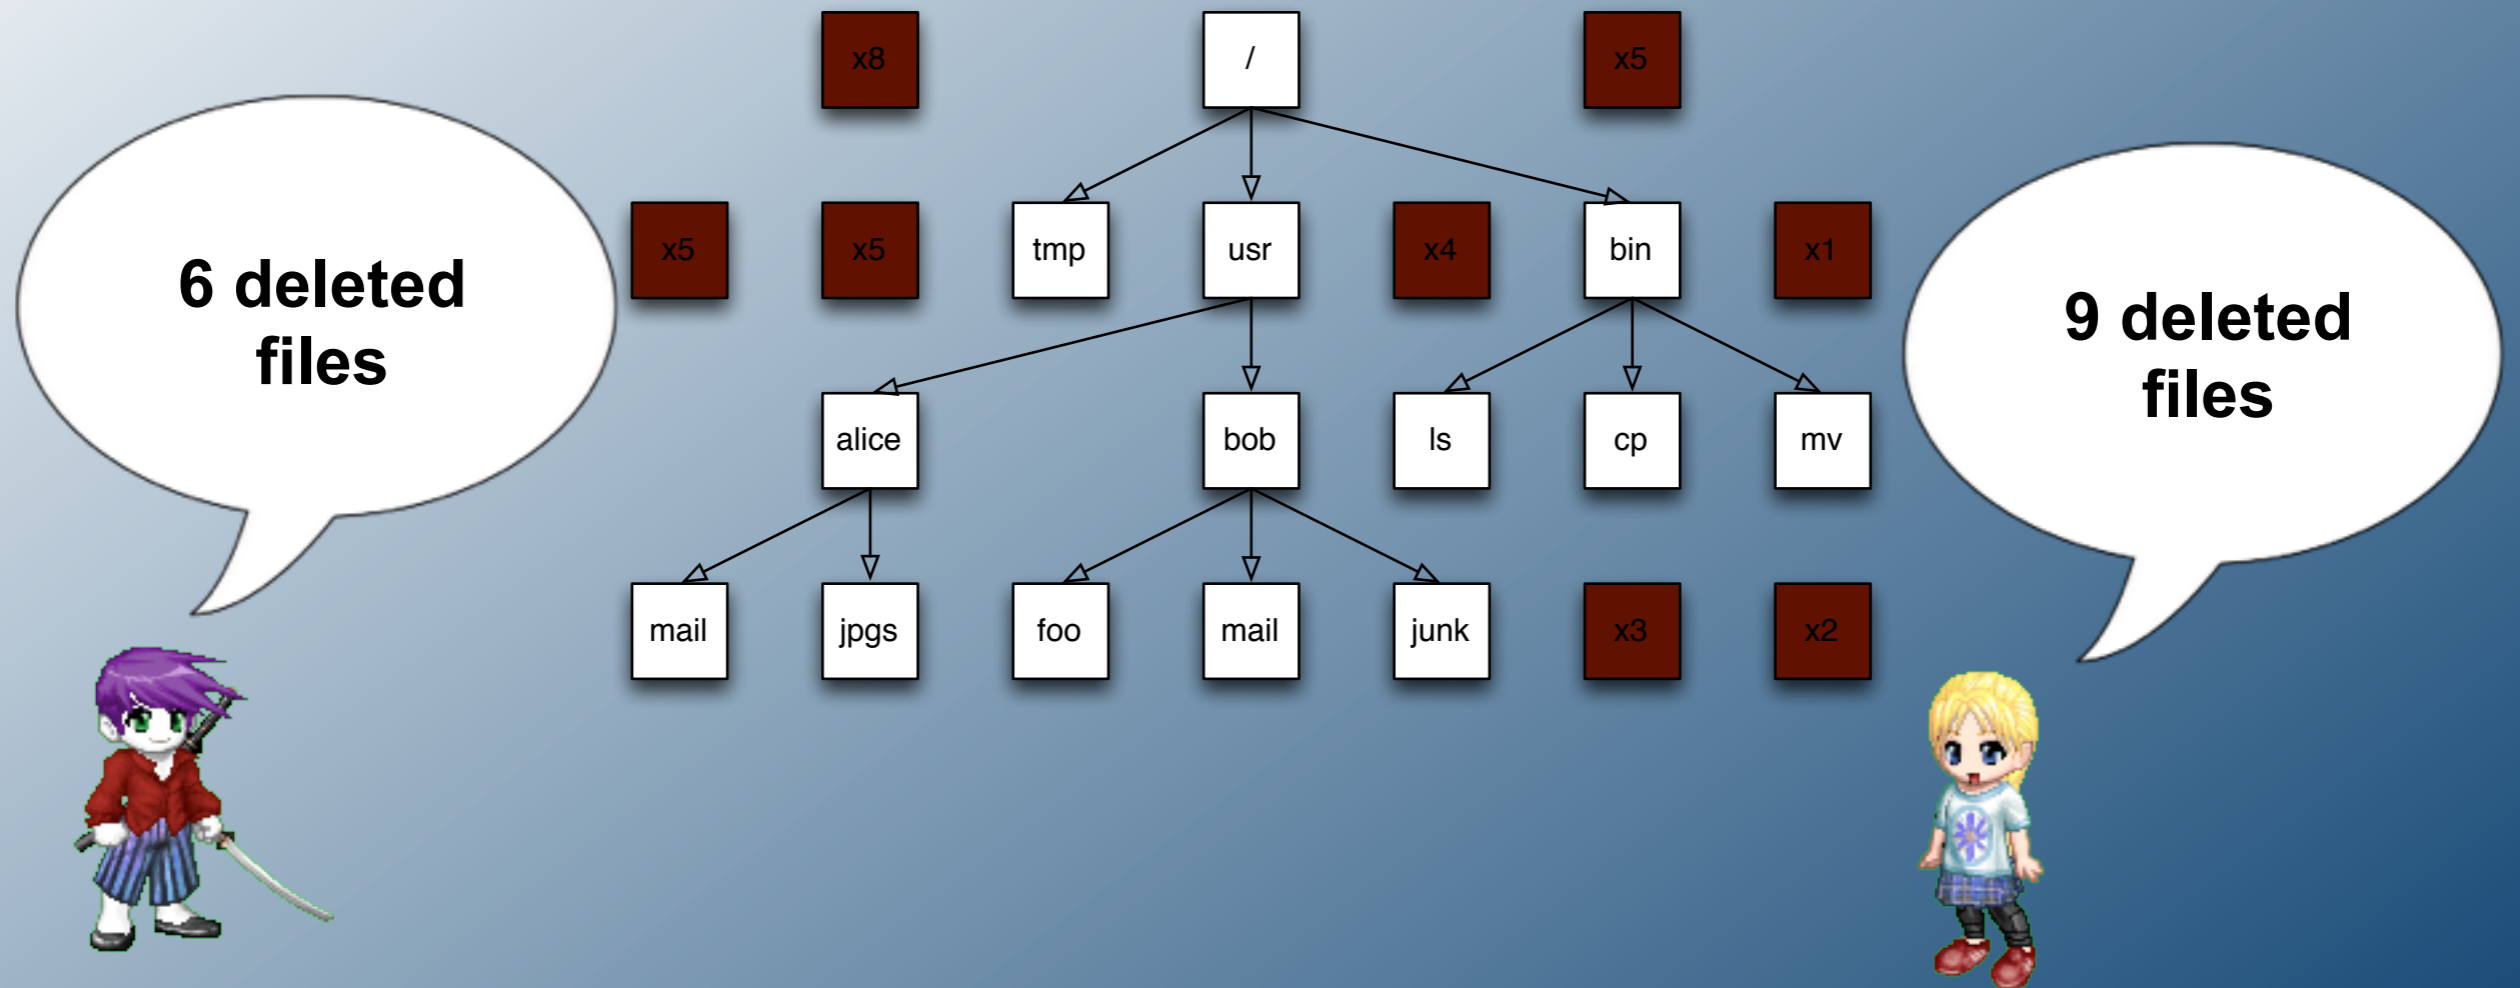 x8 / x5
6 deleted
files
x5 x5 tmp usr x4 bin x1
9 deleted
files
alice bob ls cp mv
mail jpgs foo mail junk x3 x2